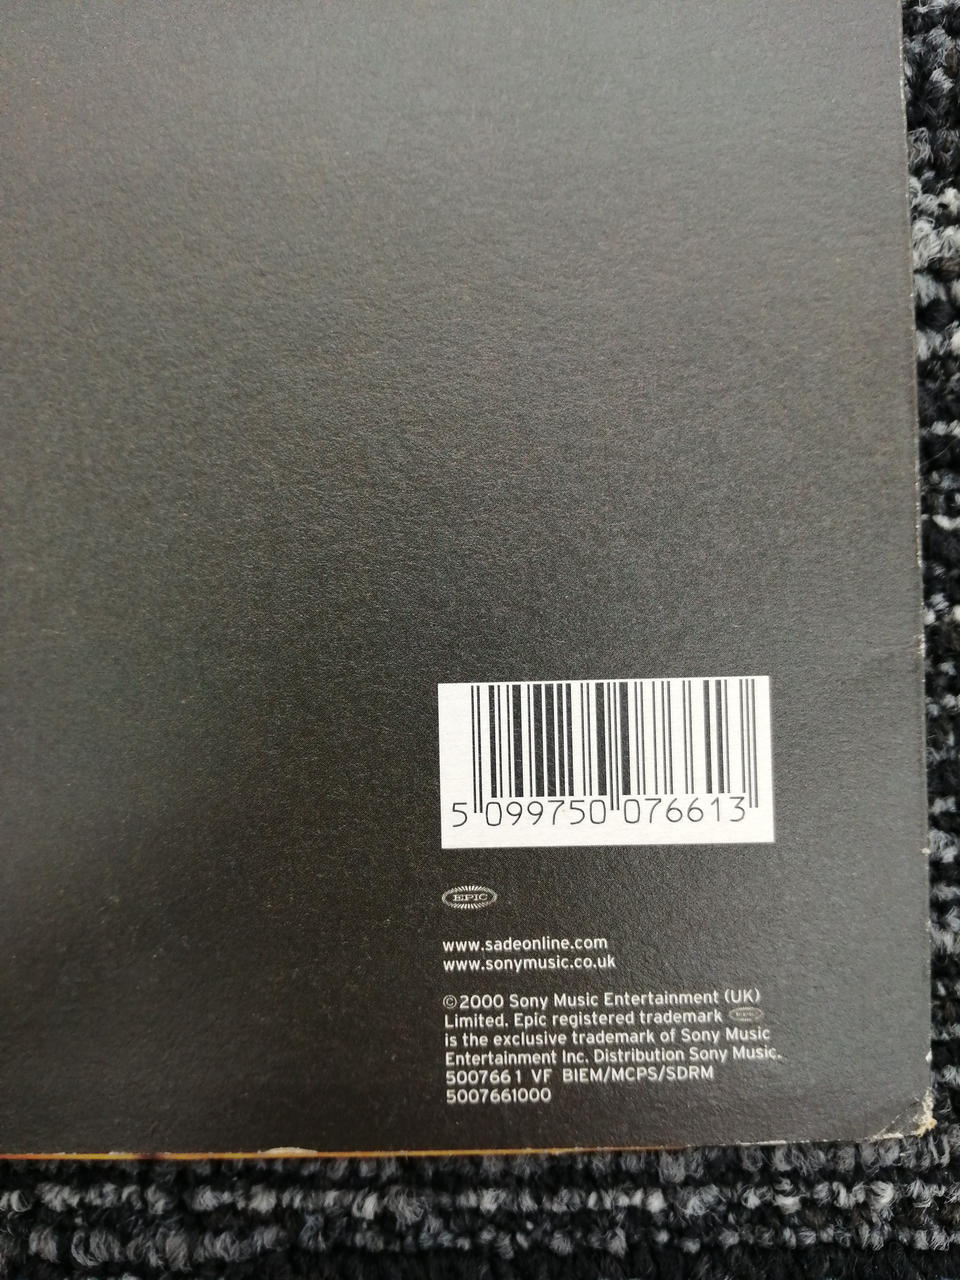 5 099750 076613
EPIC
www.sadeonline.com
www.sonymusic.co.uk
©2000 Sony Music Entertainment (UK)
Limited. Epic registered trademark EPIC
is the exclusive trademark of Sony Music
Entertainment Inc. Distribution Sony Music.
5007661 VF BIEM/MCPS/SDRM
5007661000